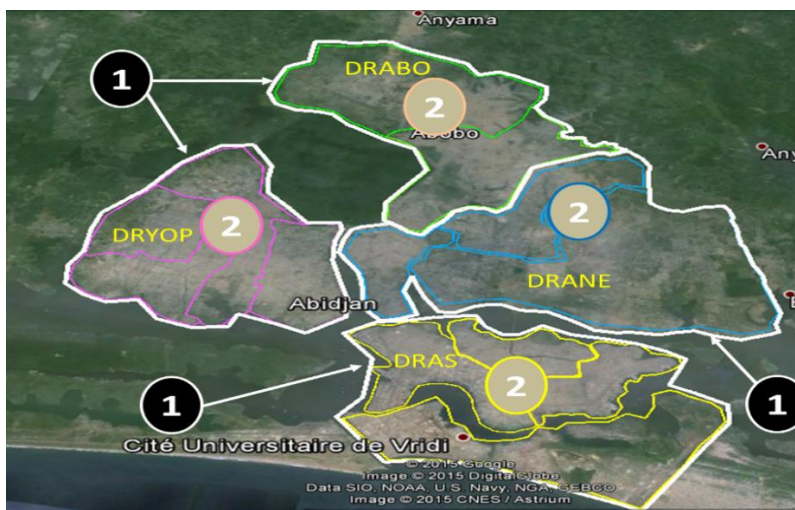 Anyama
1
DRABO
2
Abobo
Any
2
2
DRYOP
DRANE
Abidjan
DRAS
2
1
1
Cité Universitaire de Vridi
© 2015 Google
Image © 2015 DigitalGlobe
Data SIO, NOAA, U.S. Navy, NGA, GEBCO
Image © 2015 CNES / Astrium